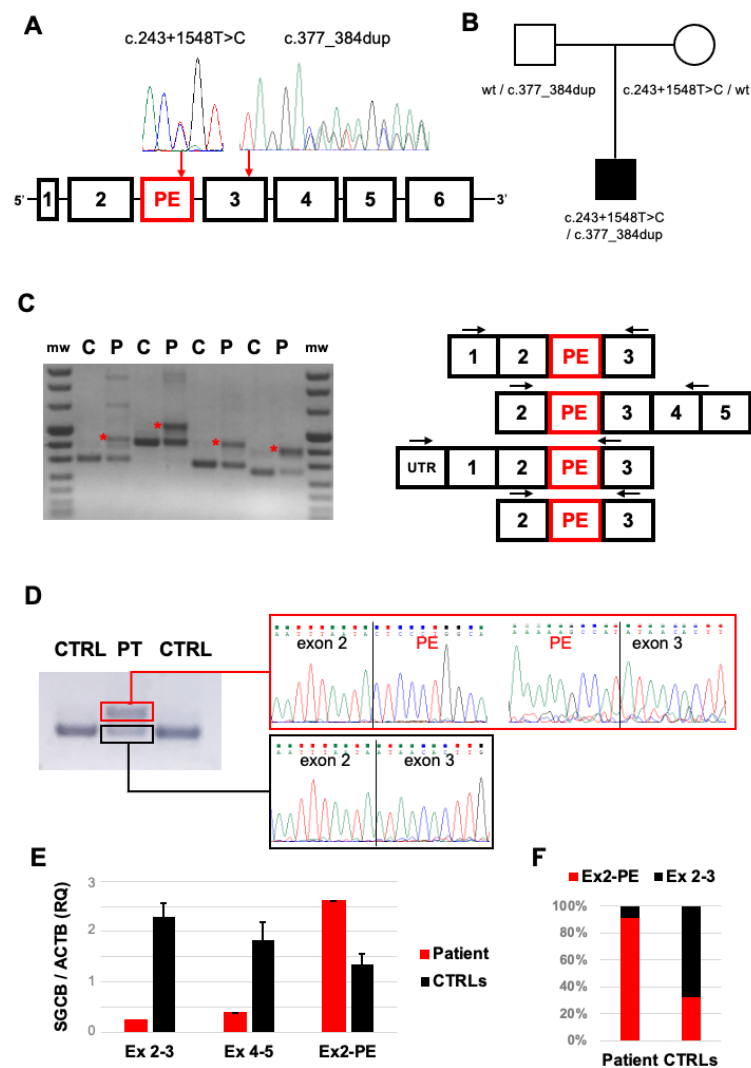 A
c.243+1548T>C
c.377_384dup
5'
1
2
PE
3
4
5
6
3'
B
wt / c.377_384dup
c.243+1548T>C / wt
c.243+1548T>C
/ c.377_384dup
C
mw C P C P C P C P mw
*
*
*
*
1 2 PE 3
2 PE 3 4 5
UTR 1 2 PE 3
2 PE 3
D
CTRL PT CTRL
A A T T T A A T A C T C C T T G G C A
exon 2 PE
A A A A A G C C A T A T A A C A C T T
PE exon 3
A A T T T A A T A A T A A C A C T T G
exon 2 exon 3
E
SGCB / ACTB (RQ)
3
2
1
0
Ex 2-3 Ex 4-5 Ex2-PE
Patient
CTRLs
F
Ex2-PE Ex 2-3
100%
80%
60%
40%
20%
0%
Patient CTRLs